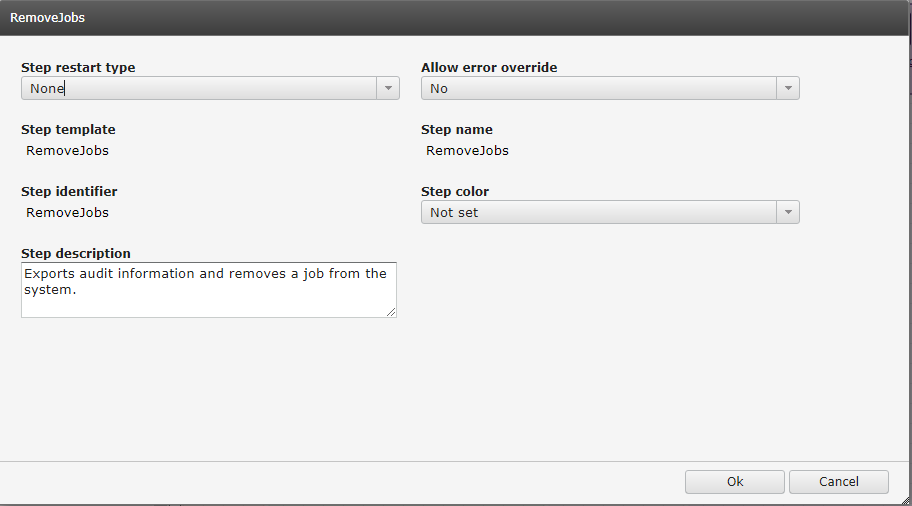 RemoveJobs
Step restart type
Allow error override
None
No
Step template
Step name
RemoveJobs
RemoveJobs
Step identifier
Step color
RemoveJobs
Not set
Step description
Exports audit information and removes a job from the
system.
Ok
Cancel